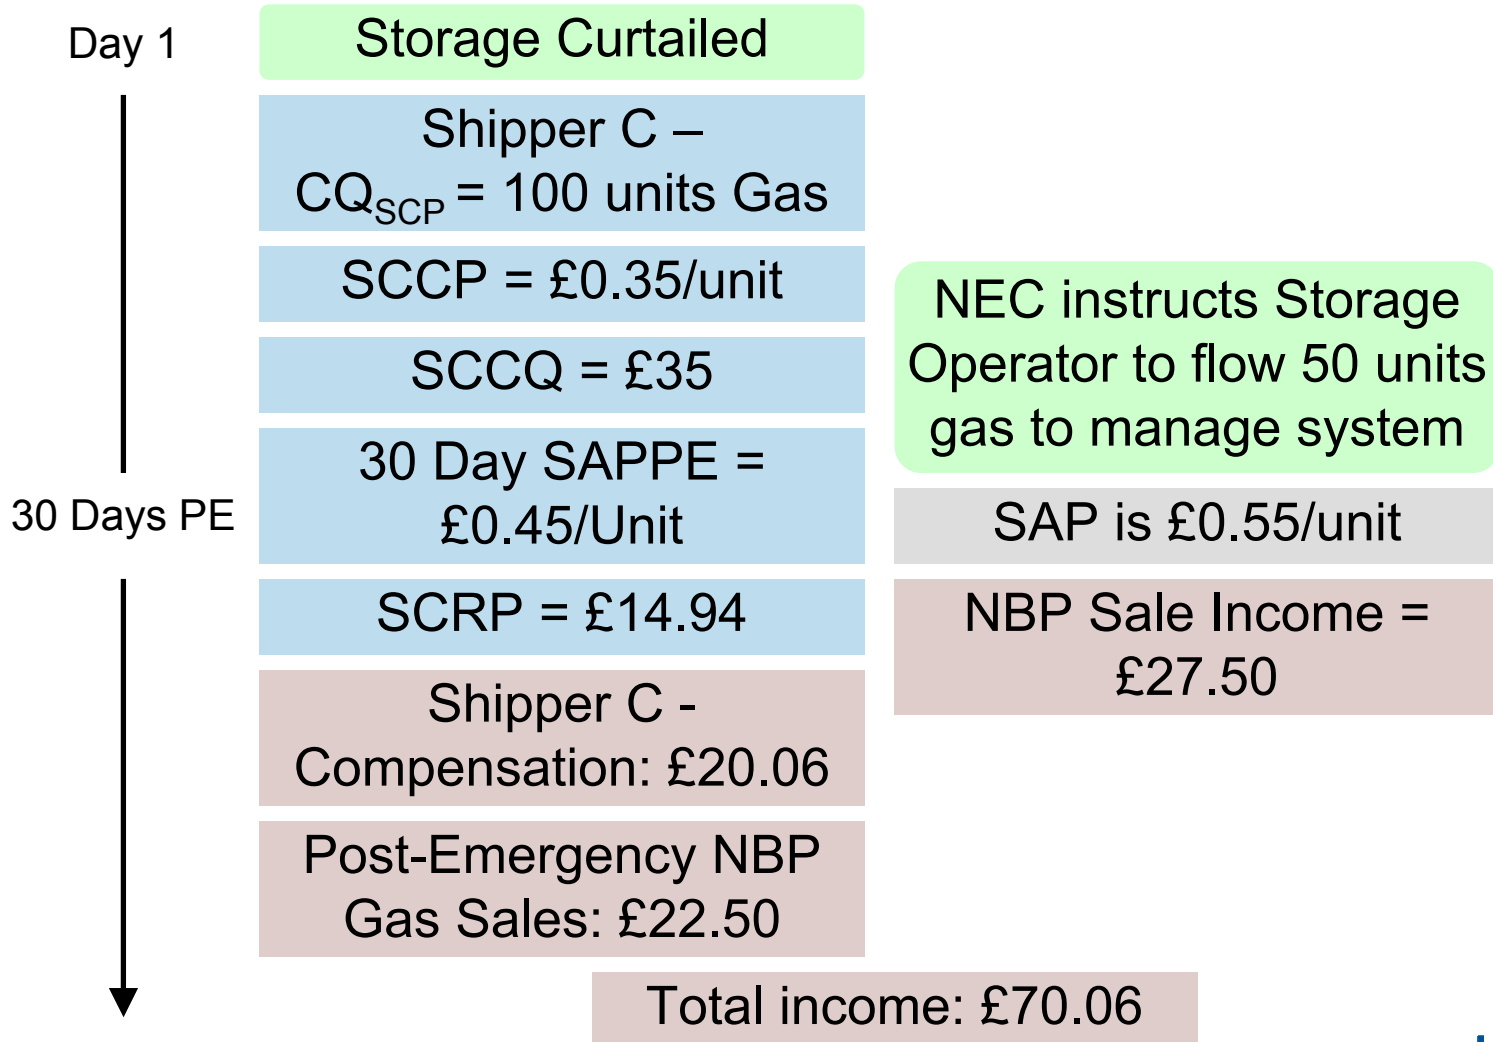 Day 1
Storage Curtailed
Shipper C –
CQSCP = 100 units Gas
SCCP = £0.35/unit
SCCQ = £35
30 Day SAPPE =
£0.45/Unit
30 Days PE
SCRP = £14.94
Shipper C -
Compensation: £20.06
Post-Emergency NBP
Gas Sales: £22.50
NEC instructs Storage
Operator to flow 50 units
gas to manage system
SAP is £0.55/unit
NBP Sale Income =
£27.50
Total income: £70.06